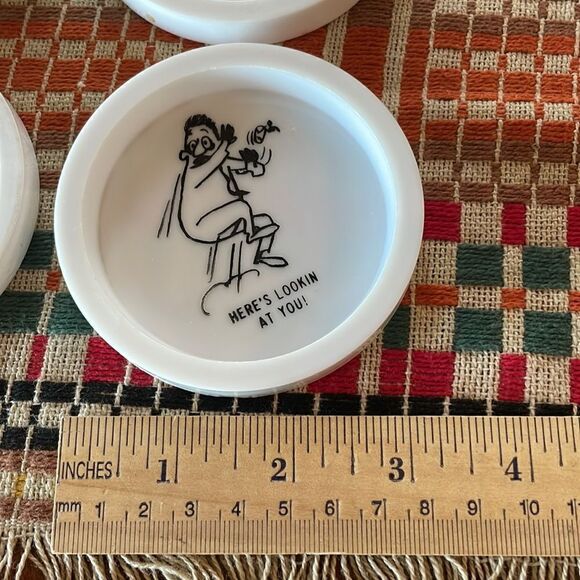 HERE'S LOOKIN
AT YOU!
INCHES 1 2 3 4
mm 1 2 3 4 5 6 7 8 9 10 11